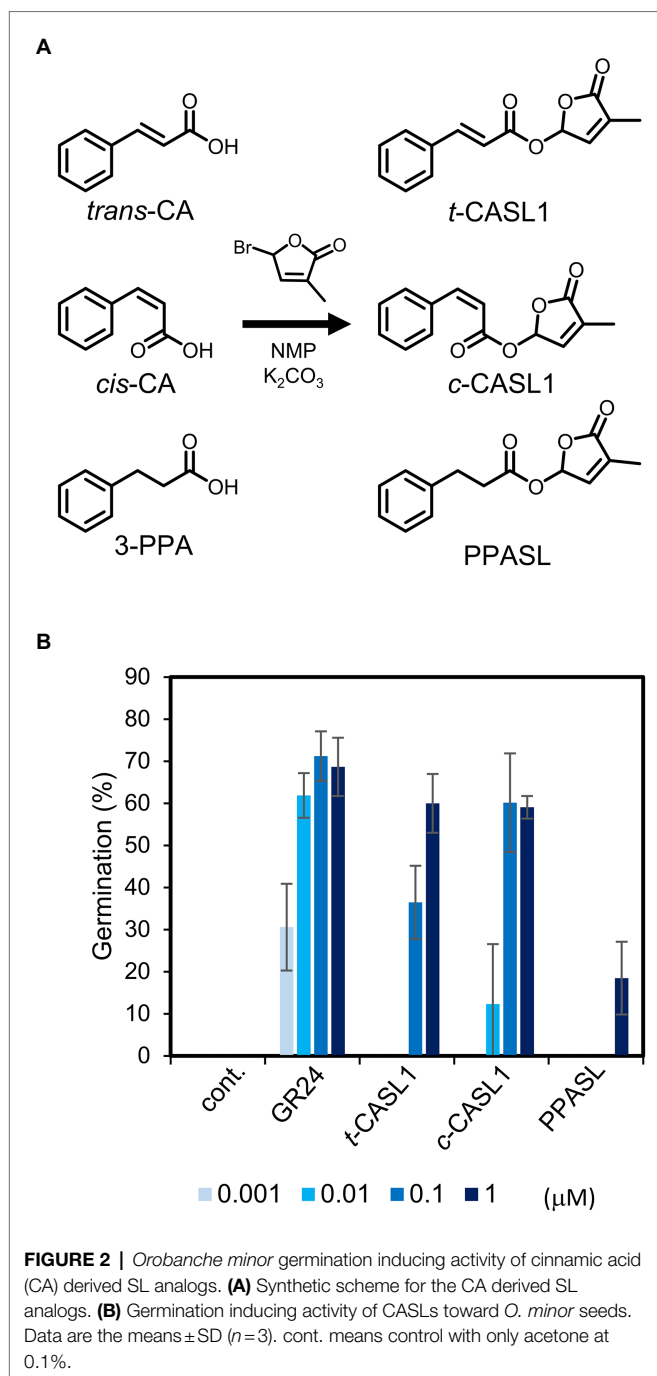 A
O
OH
trans-CA
O
O
O
O
t-CASL1
Br
O
O
NMP
K2CO3
O
OH
cis-CA
O
O
O
O
c-CASL1
O
OH
3-PPA
O
O
O
O
PPASL
B
Germination (%)
90
80
70
60
50
40
30
20
10
0
cont.
GR24
t-CASL1
c-CASL1
PPASL
0.001 0.01 0.1 1 (μM)
FIGURE 2 | Orobanche minor germination inducing activity of cinnamic acid
(CA) derived SL analogs. (A) Synthetic scheme for the CA derived SL
analogs. (B) Germination inducing activity of CASLs toward O. minor seeds.
Data are the means ± SD (n = 3). cont. means control with only acetone at
0.1%.